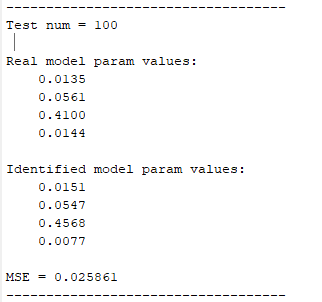 ------------------------------------
Test num = 100
Real model param values:
0.0135
0.0561
0.4100
0.0144
Identified model param values:
0.0151
0.0547
0.4568
0.0077
MSE = 0.025861
------------------------------------